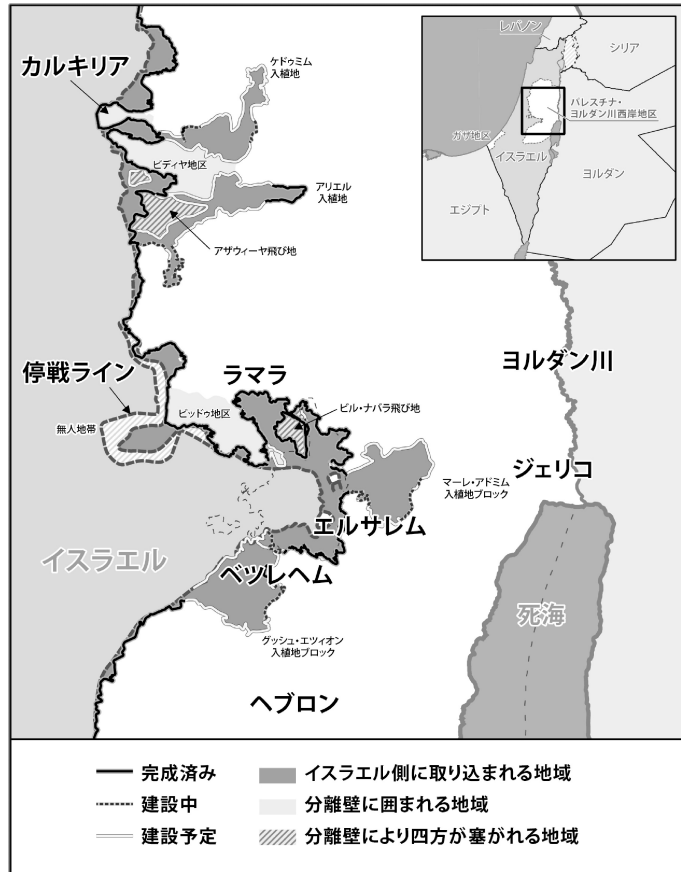 レバノン
シリア
パレスチナ・
ヨルダン川西岸地区
ガザ地区
イスラエル
ヨルダン
エジプト
カルキリア
ケドゥミム
入植地
ビディヤ地区
アリエル
入植地
アザウィーヤ飛び地
停戦ライン
ラマラ
ヨルダン川
無人地帯
ビッドゥ地区
ビル・ナバラ飛び地
マーレ・アドミム
入植地ブロック
ジェリコ
エルサレム
イスラエル
ベツレヘム
死海
グッシュ・エツィオン
入植地ブロック
ヘブロン
完成済み
イスラエル側に取り込まれる地域
建設中
分離壁に囲まれる地域
建設予定
分離壁により四方が塞がれる地域